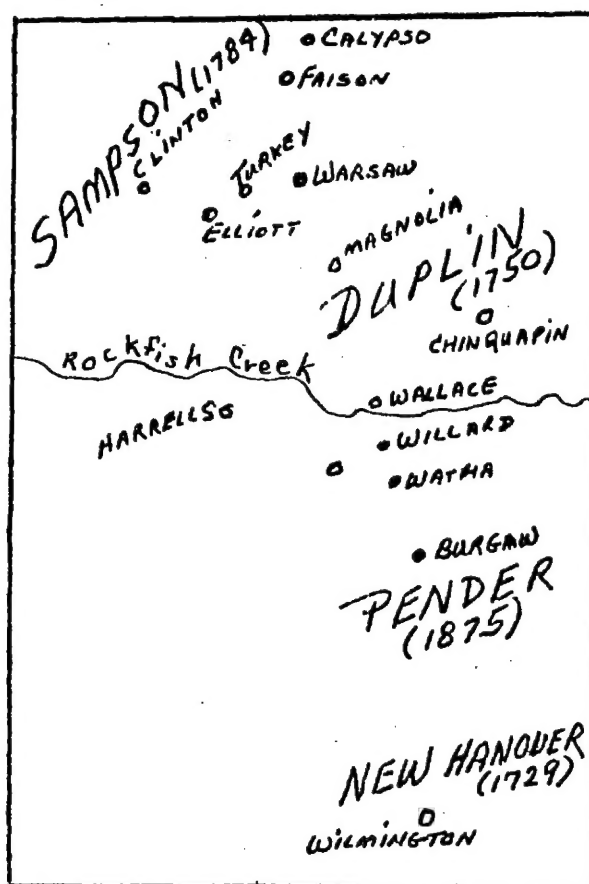 CALYPSO
FAISON
SAMPSON (1784)
CLINTON
TURKEY
WARSAW
ELLIOTT
MAGNOLIA
DUPLIN
(1750)
CHINQUAPIN
Rockfish Creek
WALLACE
HARRELLS
WILLARD
WATHA
BURGAW
PENDER
(1875)
NEW HANOVER
(1729)
WILMINGTON